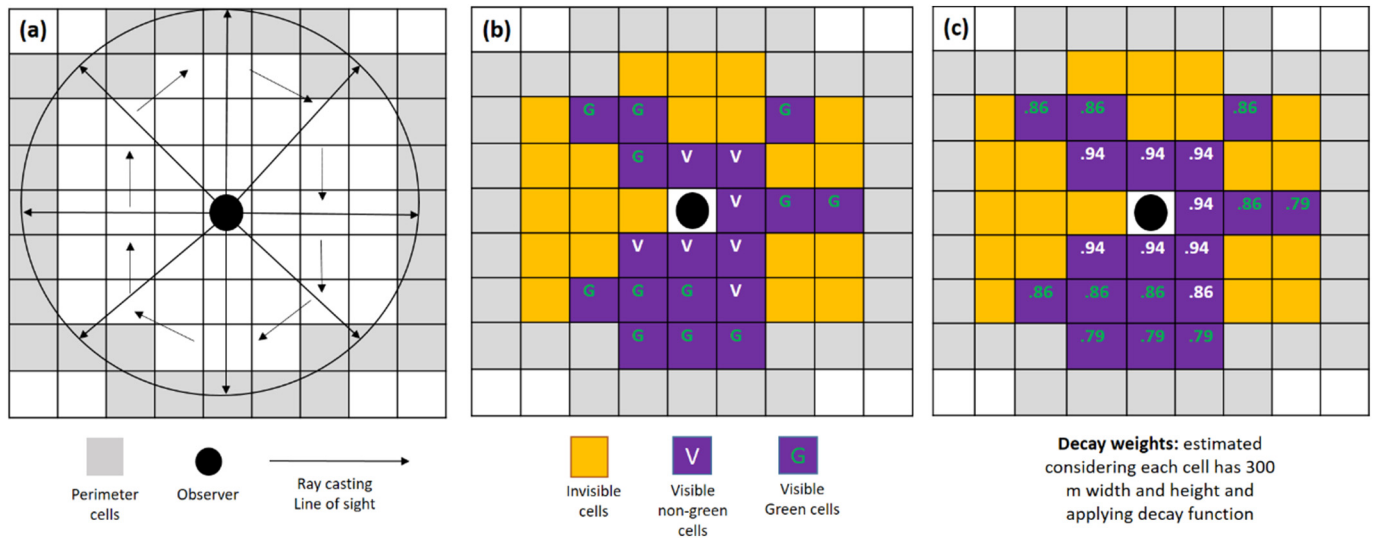 (a)
(b)
(c)
G G G
G V V
V G G
V V V
G G G V
G G G
.86 .86 .86
.94 .94 .94
.94 .86 .79
.94 .94 .94
.86 .86 .86 .86
.79 .79 .79
Perimeter
cells
Observer
Ray casting
Line of sight
V
G
Invisible
cells
Visible
non-green
cells
Visible
Green cells
Decay weights: estimated
considering each cell has 300
m width and height and
applying decay function